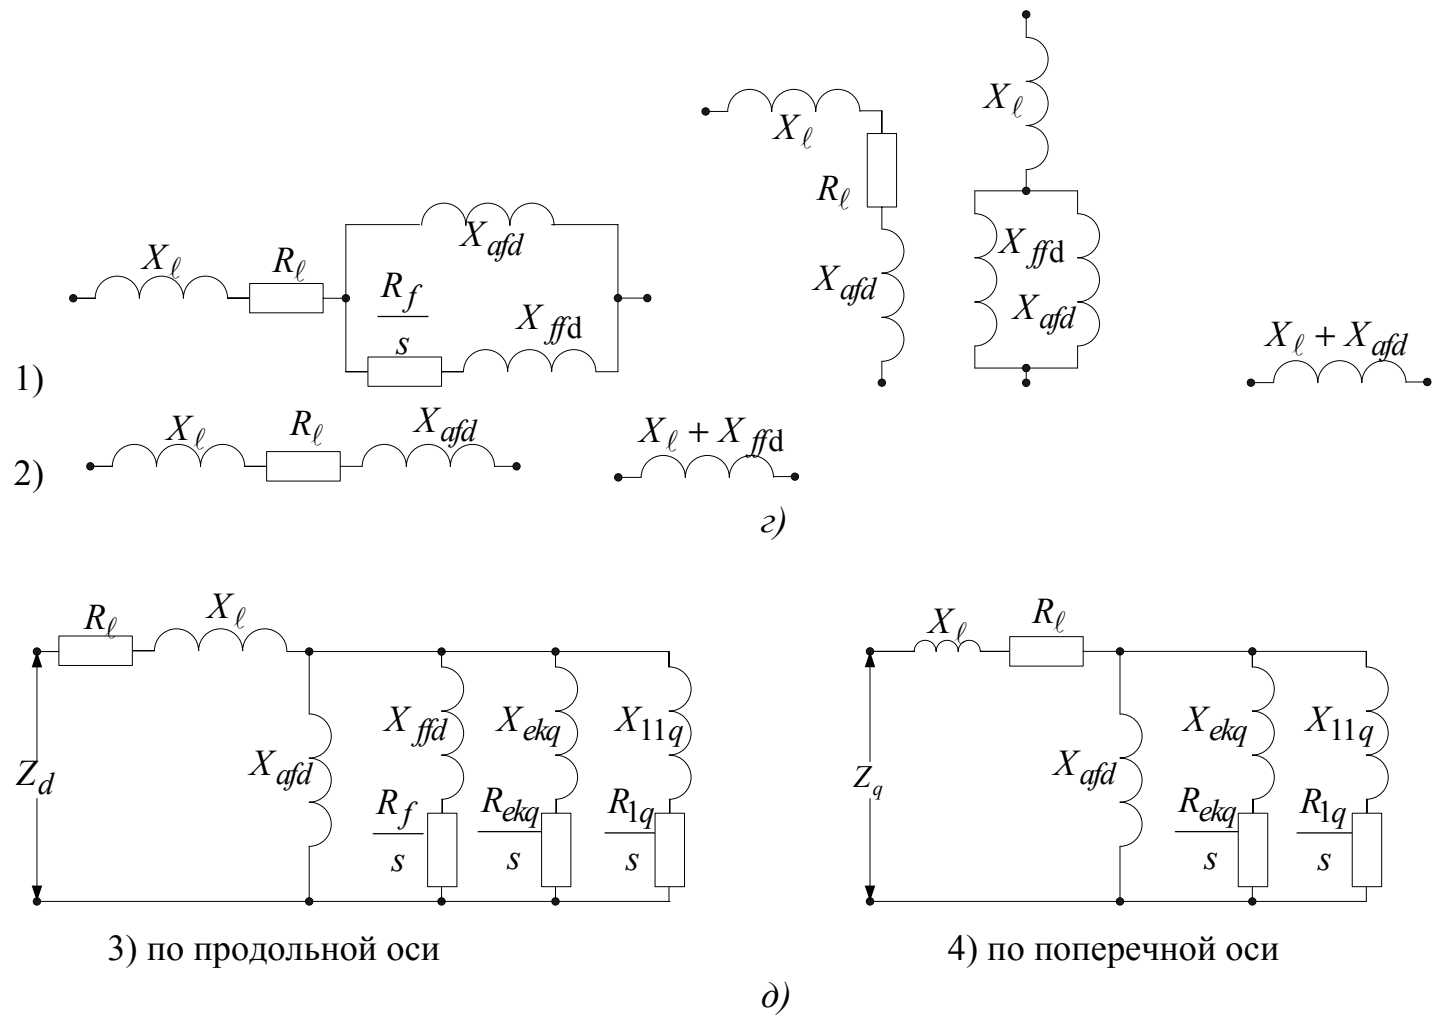 X_ℓ
R_ℓ
X_afd
R_f
s
X_ffd
1)
X_ℓ
R_ℓ
X_afd
X_ℓ
X_ffd
X_afd
X_ℓ + X_afd
2)
X_ℓ
R_ℓ
X_afd
X_ℓ + X_ffd
г)
R_ℓ
X_ℓ
Z_d
X_afd
X_ffd
X_ekq
X_11q
R_f
s
R_ekq
s
R_1q
s
3) по продольной оси
X_ℓ
R_ℓ
Z_q
X_afd
X_ekq
X_11q
R_ekq
s
R_1q
s
4) по поперечной оси
д)